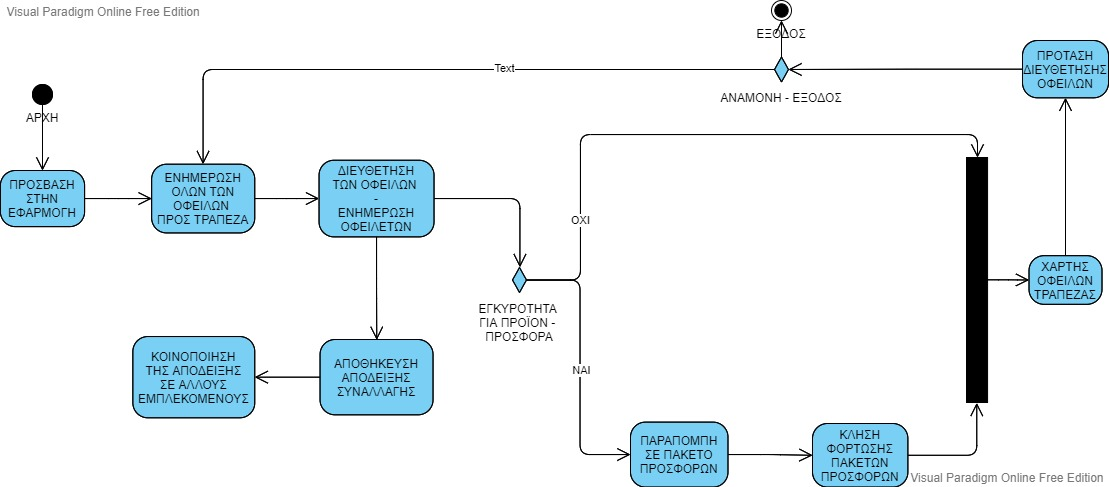 Visual Paradigm Online Free Edition
ΕΞΟΔΟΣ
Text
ΑΝΑΜΟΝΗ - ΕΞΟΔΟΣ
ΠΡΟΤΑΣΗ
ΔΙΕΥΘΕΤΗΣΗΣ
ΟΦΕΙΛΩΝ
ΑΡΧΗ
ΠΡΟΣΒΑΣΗ
ΣΤΗΝ
ΕΦΑΡΜΟΓΗ
ΕΝΗΜΕΡΩΣΗ
ΟΛΩΝ ΤΩΝ
ΟΦΕΙΛΩΝ
ΠΡΟΣ ΤΡΑΠΕΖΑ
ΔΙΕΥΘΕΤΗΣΗ
ΤΩΝ ΟΦΕΙΛΩΝ
-
ΕΝΗΜΕΡΩΣΗ
ΟΦΕΙΛΕΤΩΝ
ΟΧΙ
ΕΓΚΥΡΟΤΗΤΑ
ΓΙΑ ΠΡΟΪΟΝ -
ΠΡΟΣΦΟΡΑ
ΧΑΡΤΗΣ
ΟΦΕΙΛΩΝ
ΤΡΑΠΕΖΑΣ
ΚΟΙΝΟΠΟΙΗΣΗ
ΤΗΣ ΑΠΟΔΕΙΞΗΣ
ΣΕ ΑΛΛΟΥΣ
ΕΜΠΛΕΚΟΜΕΝΟΥΣ
ΑΠΟΘΗΚΕΥΣΗ
ΑΠΟΔΕΙΞΗΣ
ΣΥΝΑΛΛΑΓΗΣ
ΝΑΙ
ΠΑΡΑΠΟΜΠΗ
ΣΕ ΠΑΚΕΤΟ
ΠΡΟΣΦΟΡΩΝ
ΚΛΗΣΗ
ΦΟΡΤΩΣΗΣ
ΠΑΚΕΤΩΝ
ΠΡΟΣΦΟΡΩΝ
Visual Paradigm Online Free Edition